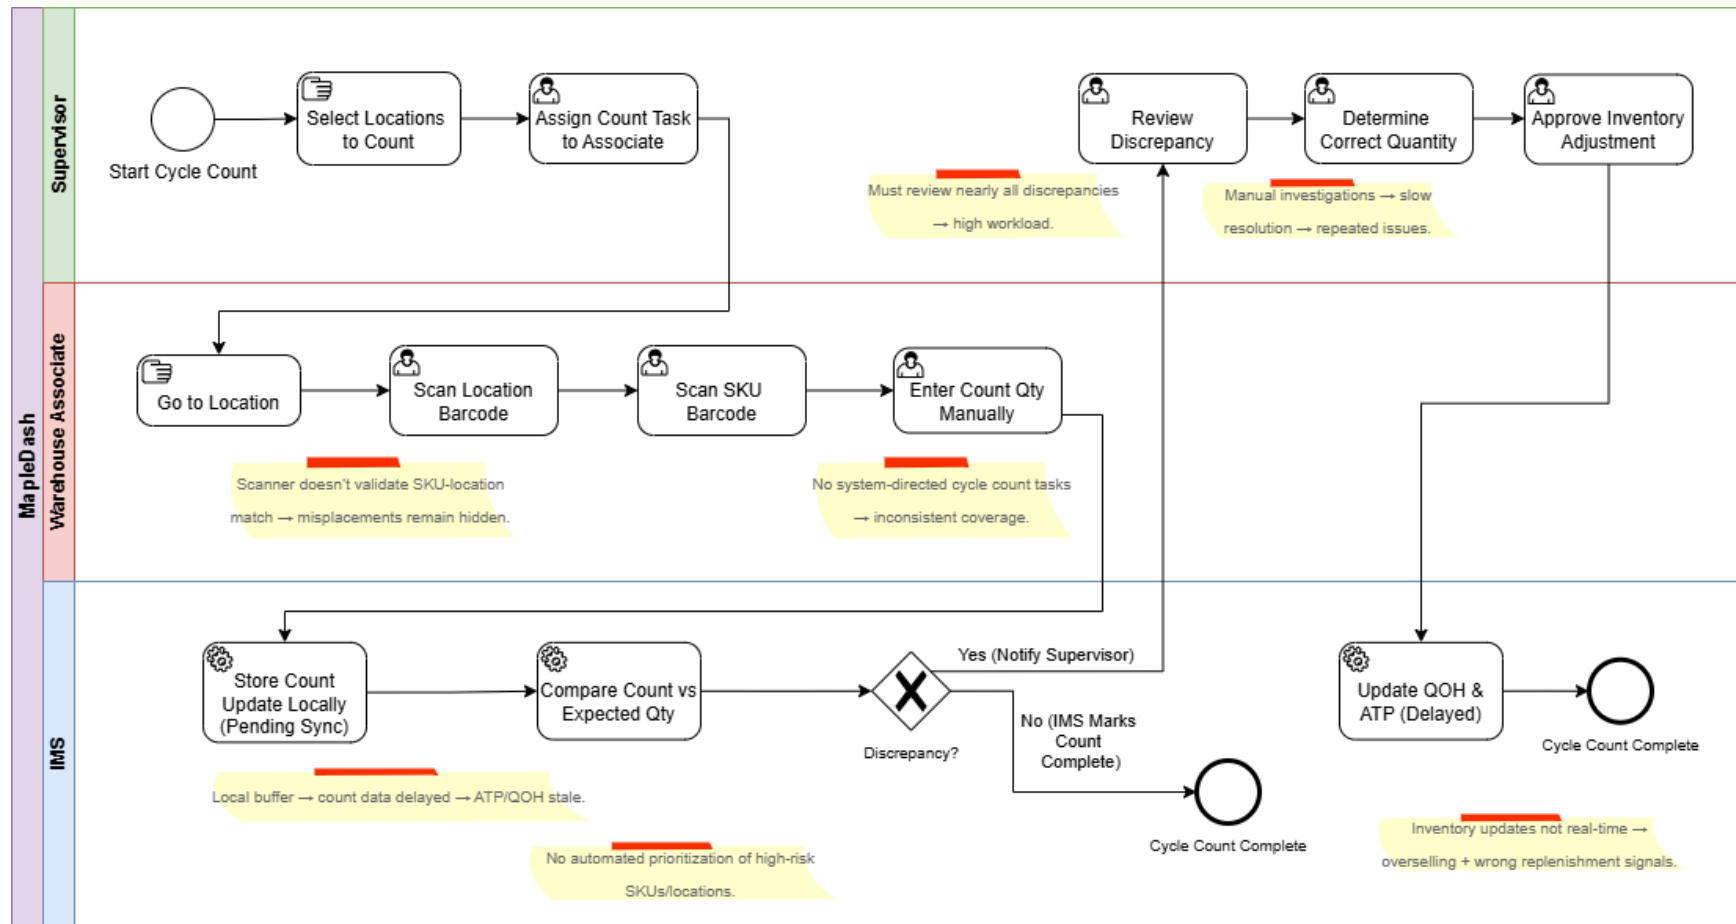 MapleDash
Supervisor
Start Cycle Count
Select Locations
to Count
Assign Count Task
to Associate
Review
Discrepancy
Determine
Correct Quantity
Approve Inventory
Adjustment
Must review nearly all discrepancies
→ high workload.
Manual investigations → slow
resolution → repeated issues.
Warehouse Associate
Go to Location
Scan Location
Barcode
Scan SKU
Barcode
Enter Count Qty
Manually
Scanner doesn't validate SKU-location
match → misplacements remain hidden.
No system-directed cycle count tasks
→ inconsistent coverage.
IMS
Store Count
Update Locally
(Pending Sync)
Compare Count vs
Expected Qty
Discrepancy?
Yes (Notify Supervisor)
No (IMS Marks
Count
Complete)
Cycle Count Complete
Update QOH &
ATP (Delayed)
Cycle Count Complete
Local buffer → count data delayed → ATP/QOH stale.
No automated prioritization of high-risk
SKUs/locations.
Inventory updates not real-time →
overselling + wrong replenishment signals.